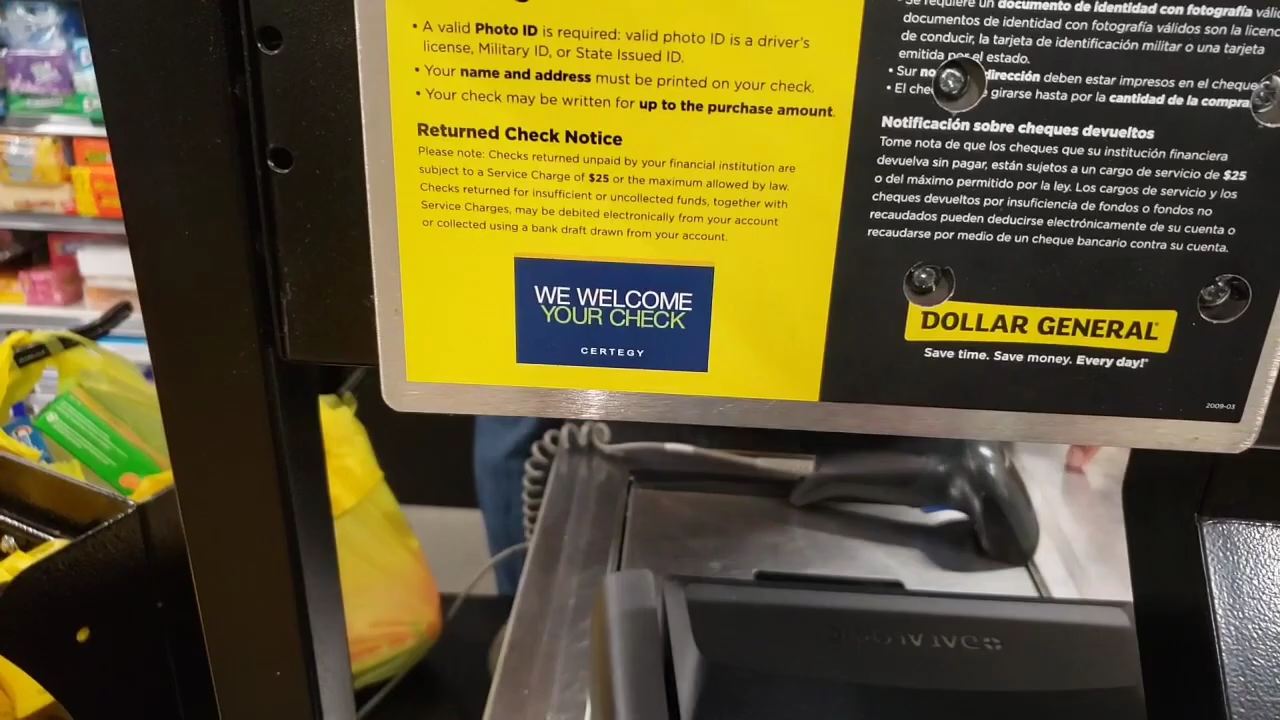 • A valid Photo ID is required: valid photo ID is a driver's
license, Military ID, or State Issued ID.
• Your name and address must be printed on your check.
• Your check may be written for up to the purchase amount.
Returned Check Notice
Please note: Checks returned unpaid by your financial institution are
subject to a Service Charge of $25 or the maximum allowed by law.
Checks returned for insufficient or uncollected funds, together with
Service Charges, may be debited electronically from your account
or collected using a bank draft drawn from your account.
WE WELCOME
YOUR CHECK
CERTEGY
Se requiere un documento de identidad con fotografía
documentos de identidad con fotografía válidos son la
de conducir, la tarjeta de identificación militar o una tarjeta
emitida por el estado.
• Su dirección deben estar impresos en el cheque
• El girarse hasta por la cantidad de la compra
Notificación sobre cheques devueltos
Tome nota de que los cheques que su institución financiera
devuelva sin pagar, están sujetos a un cargo de servicio de $25
o del máximo permitido por la ley. Los cargos de servicio y los
cheques devueltos por insuficiencia de fondos o fondos no
recaudados pueden deducirse electrónicamente de su cuenta o
recaudarse por medio de un cheque bancario contra su cuenta.
DOLLAR GENERAL®
Save time. Save money. Every day!®
2009-03